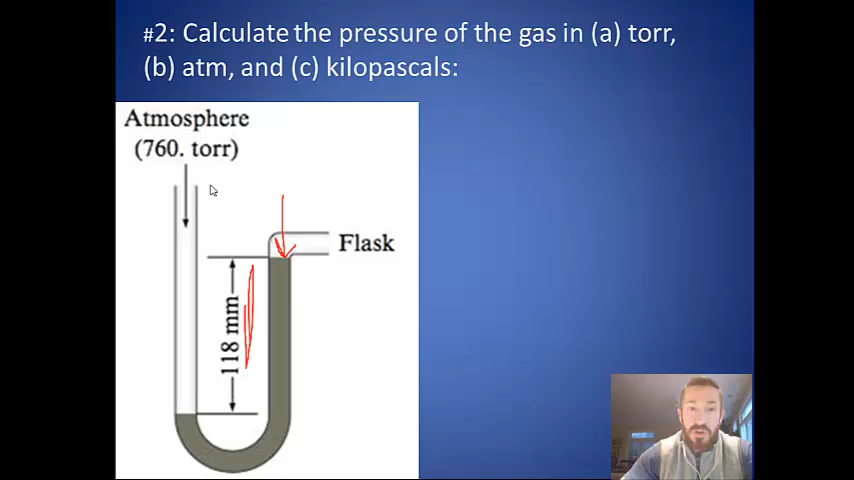 #2: Calculate the pressure of the gas in (a) torr,
(b) atm, and (c) kilopascals:
Atmosphere
(760. torr)
Flask
118 mm